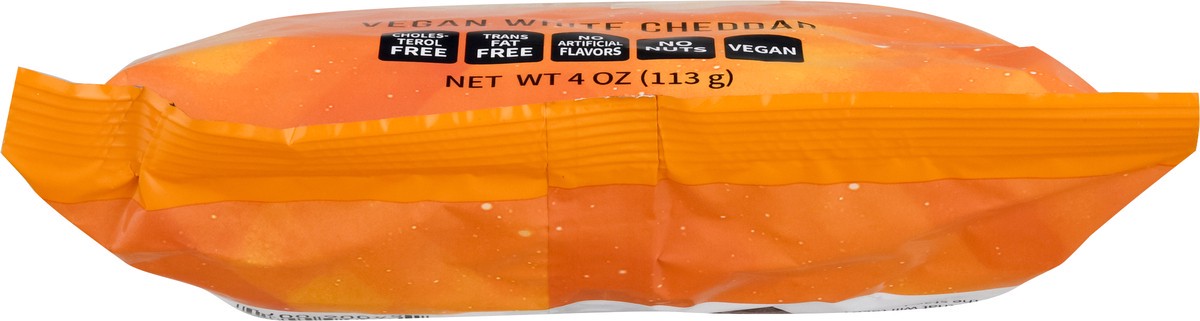 VEGAN WHITE CHEDDAR
CHOLES-
TEROL
FREE
TRANS
FAT
FREE
NO
ARTIFICIAL
FLAVORS
NO
NUTS
VEGAN
NET WT 4 OZ (113 g)